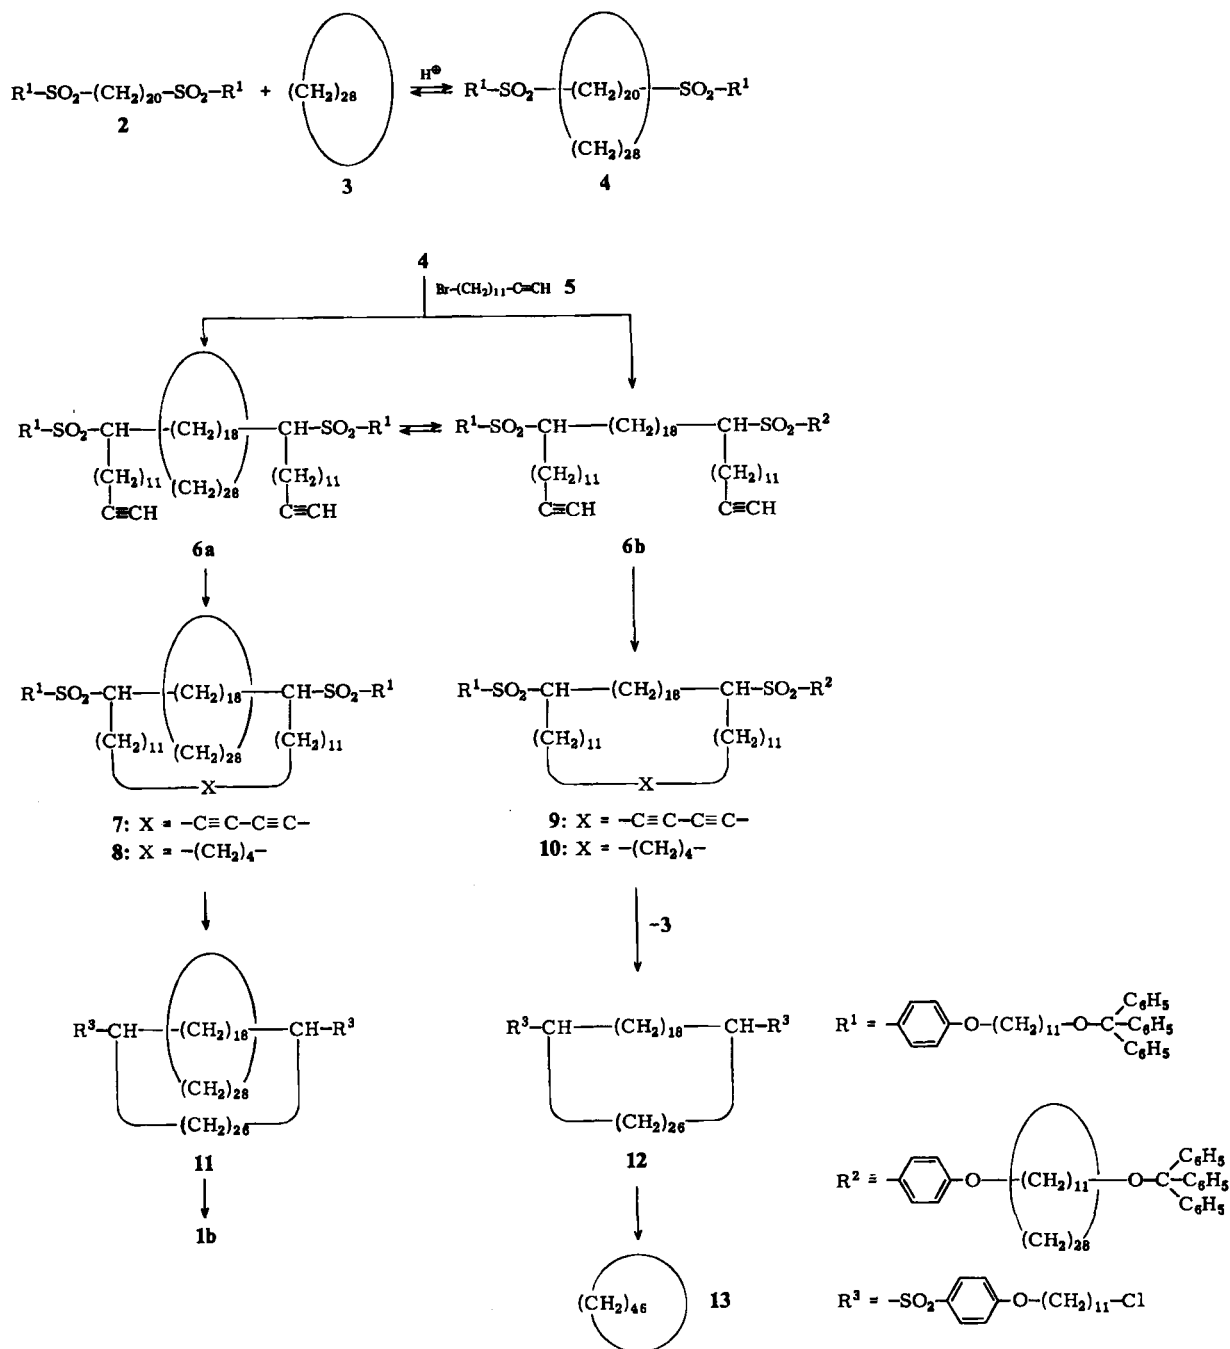 R¹–SO₂–(CH₂)₂₀–SO₂–R¹ + (CH₂)₂₈ H⊕ ⇌ R¹–SO₂–(CH₂)₂₀–SO₂–R¹
(CH₂)₂₈
2
3
4
4
Br–(CH₂)₁₁–C≡CH 5
R¹–SO₂–CH–(CH₂)₁₈–CH–SO₂–R¹ ⇌ R¹–SO₂–CH–(CH₂)₁₈–CH–SO₂–R²
(CH₂)₁₁ (CH₂)₂₈ (CH₂)₁₁ (CH₂)₁₁ (CH₂)₁₁
C≡CH C≡CH C≡CH C≡CH
6a
6b
R¹–SO₂–CH–(CH₂)₁₈–CH–SO₂–R¹ R¹–SO₂–CH–(CH₂)₁₈–CH–SO₂–R²
(CH₂)₁₁ (CH₂)₂₈ (CH₂)₁₁ (CH₂)₁₁ (CH₂)₁₁
X X
7: X = –C≡C–C≡C– 9: X = –C≡C–C≡C–
8: X = –(CH₂)₄– 10: X = –(CH₂)₄–
–3
R³–CH–(CH₂)₁₈–CH–R³ R³–CH–(CH₂)₁₈–CH–R³
(CH₂)₂₈
(CH₂)₂₆ (CH₂)₂₆
11
12
1b
(CH₂)₄₆ 13
R¹ = –O–(CH₂)₁₁–O–C C₆H₅ C₆H₅ C₆H₅
R² = –O–(CH₂)₁₁–O–C C₆H₅ C₆H₅ C₆H₅
(CH₂)₂₈
R³ = –SO₂–O–(CH₂)₁₁–Cl